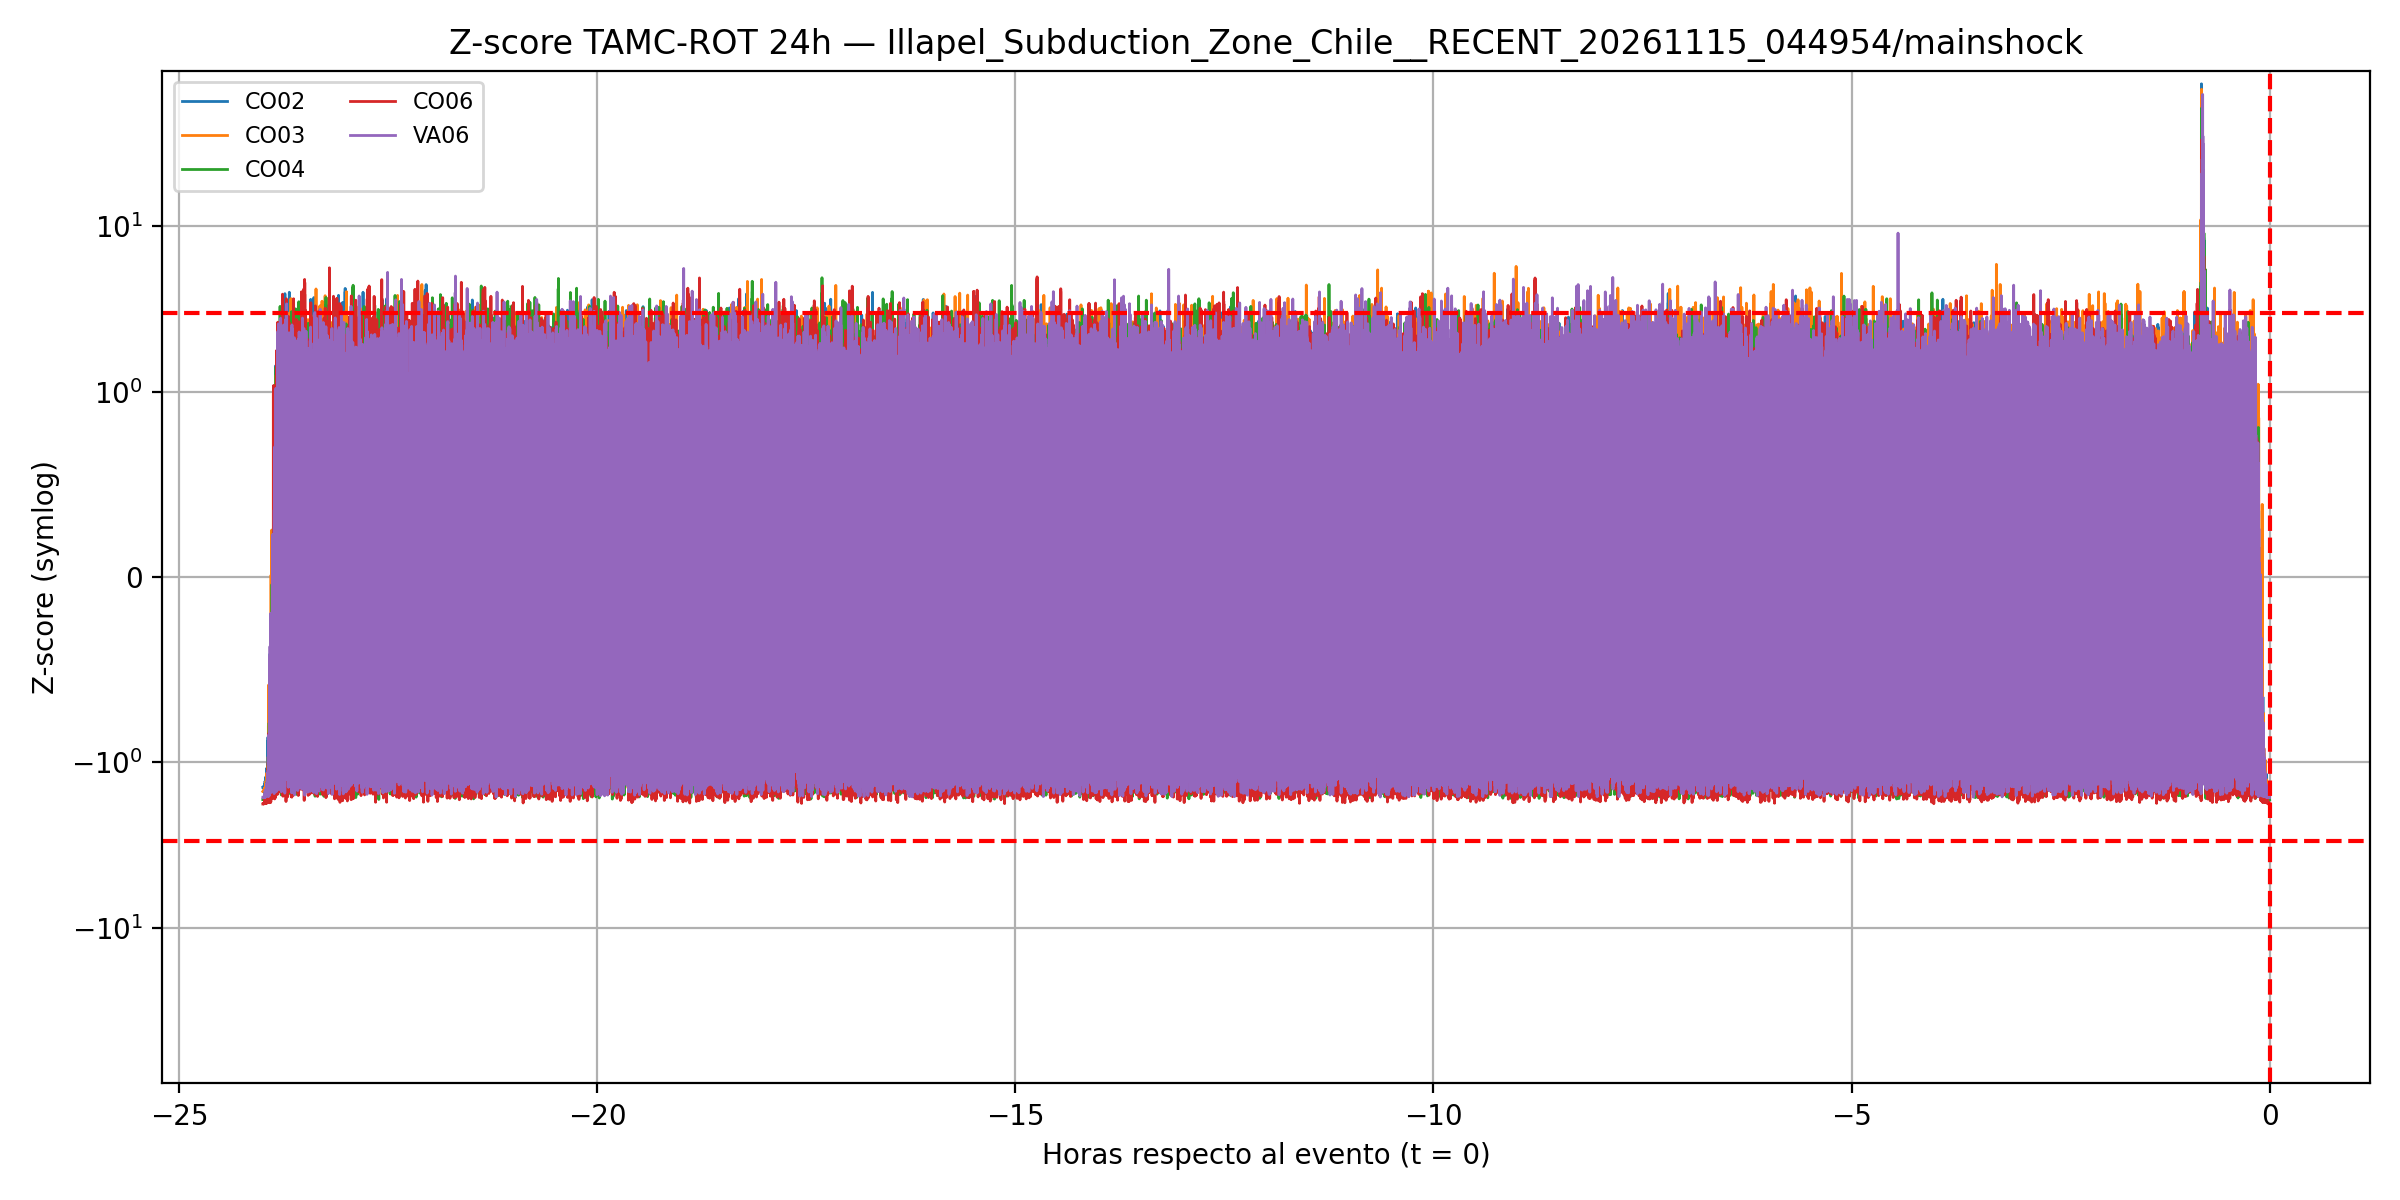 Z-score TAMC-ROT 24h — Illapel_Subduction_Zone_Chile__RECENT_20261115_044954/mainshock
CO02
CO03
CO04
CO06
VA06
10¹
10⁰
0
−10⁰
−10¹
Z-score (symlog)
−25
−20
−15
−10
−5
0
Horas respecto al evento (t = 0)